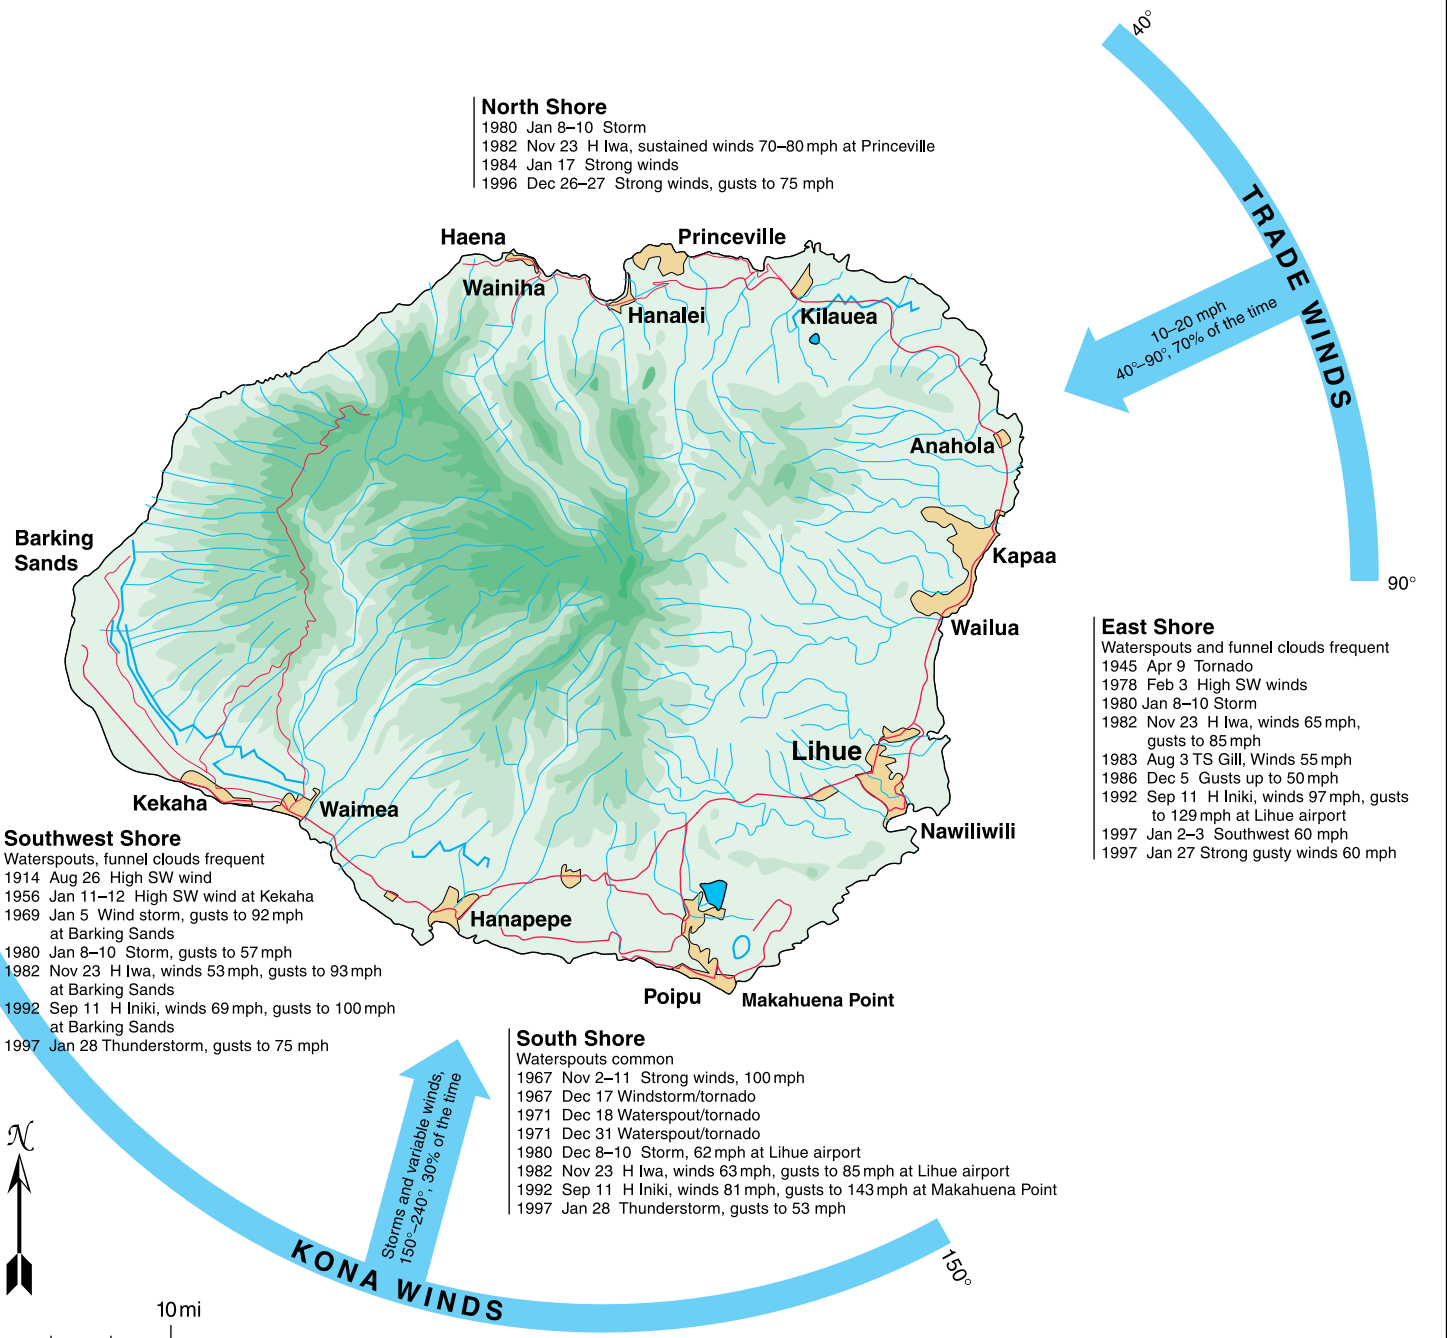 40°
TRADE WINDS
10–20 mph
40°–90°, 70% of the time
90°
North Shore
1980 Jan 8–10 Storm
1982 Nov 23 H Iwa, sustained winds 70–80 mph at Princeville
1984 Jan 17 Strong winds
1996 Dec 26–27 Strong winds, gusts to 75 mph
Haena
Princeville
Wainiha
Hanalei
Kilauea
Anahola
Barking
Sands
Kapaa
Wailua
East Shore
Waterspouts and funnel clouds frequent
1945 Apr 9 Tornado
1978 Feb 3 High SW winds
1980 Jan 8–10 Storm
1982 Nov 23 H Iwa, winds 65 mph,
gusts to 85 mph
1983 Aug 3 TS Gill, Winds 55 mph
1986 Dec 5 Gusts up to 50 mph
1992 Sep 11 H Iniki, winds 97 mph, gusts
to 129 mph at Lihue airport
1997 Jan 2–3 Southwest 60 mph
1997 Jan 27 Strong gusty winds 60 mph
Lihue
Kekaha
Waimea
Nawiliwili
Southwest Shore
Waterspouts, funnel clouds frequent
1914 Aug 26 High SW wind
1956 Jan 11–12 High SW wind at Kekaha
1969 Jan 5 Wind storm, gusts to 92 mph
at Barking Sands
1980 Jan 8–10 Storm, gusts to 57 mph
1982 Nov 23 H Iwa, winds 53 mph, gusts to 93 mph
at Barking Sands
1992 Sep 11 H Iniki, winds 69 mph, gusts to 100 mph
at Barking Sands
1997 Jan 28 Thunderstorm, gusts to 75 mph
Hanapepe
Poipu
Makahuena Point
South Shore
Waterspouts common
1967 Nov 2–11 Strong winds, 100 mph
1967 Dec 17 Windstorm/tornado
1971 Dec 18 Waterspout/tornado
1971 Dec 31 Waterspout/tornado
1980 Dec 8–10 Storm, 62 mph at Lihue airport
1982 Nov 23 H Iwa, winds 63 mph, gusts to 85 mph at Lihue airport
1992 Sep 11 H Iniki, winds 81 mph, gusts to 143 mph at Makahuena Point
1997 Jan 28 Thunderstorm, gusts to 53 mph
Storms and variable winds,
150°–240°, 30% of the time
KONA WINDS
150°
N
10 mi